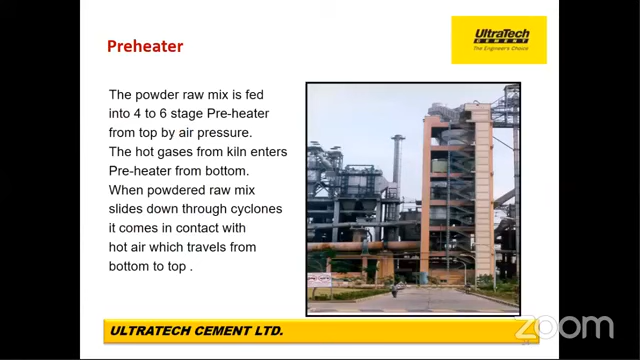 Preheater
UltraTech
CEMENT
The Engineer's Choice
The powder raw mix is fed
into 4 to 6 stage Pre-heater
from top by air pressure.
The hot gases from kiln enters
Pre-heater from bottom.
When powdered raw mix
slides down through cyclones
it comes in contact with
hot air which travels from
bottom to top .
ULTRATECH CEMENT LTD.
zoom